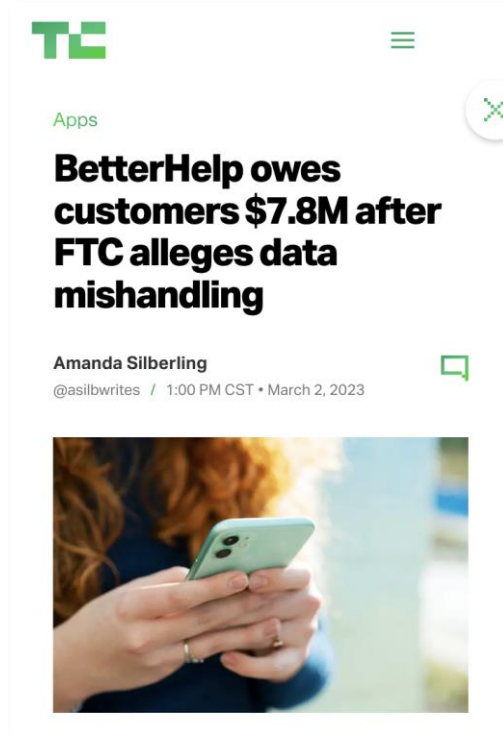 TC
Apps
BetterHelp owes
customers $7.8M after
FTC alleges data
mishandling
Amanda Silberling
@asilbwrites / 1:00 PM CST • March 2, 2023